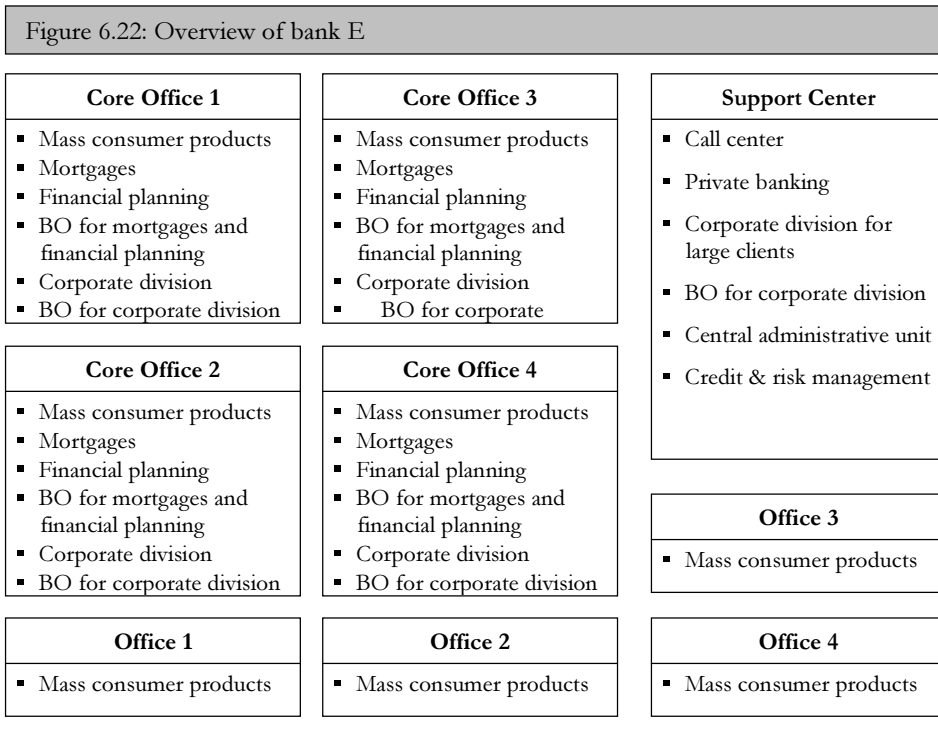 Figure 6.22: Overview of bank E
Core Office 1
▪ Mass consumer products
▪ Mortgages
▪ Financial planning
▪ BO for mortgages and
financial planning
▪ Corporate division
▪ BO for corporate division
Core Office 3
▪ Mass consumer products
▪ Mortgages
▪ Financial planning
▪ BO for mortgages and
financial planning
▪ Corporate division
▪ BO for corporate
Support Center
▪ Call center
▪ Private banking
▪ Corporate division for
large clients
▪ BO for corporate division
▪ Central administrative unit
▪ Credit & risk management
Core Office 2
▪ Mass consumer products
▪ Mortgages
▪ Financial planning
▪ BO for mortgages and
financial planning
▪ Corporate division
▪ BO for corporate division
Core Office 4
▪ Mass consumer products
▪ Mortgages
▪ Financial planning
▪ BO for mortgages and
financial planning
▪ Corporate division
▪ BO for corporate division
Office 3
▪ Mass consumer products
Office 1
▪ Mass consumer products
Office 2
▪ Mass consumer products
Office 4
▪ Mass consumer products